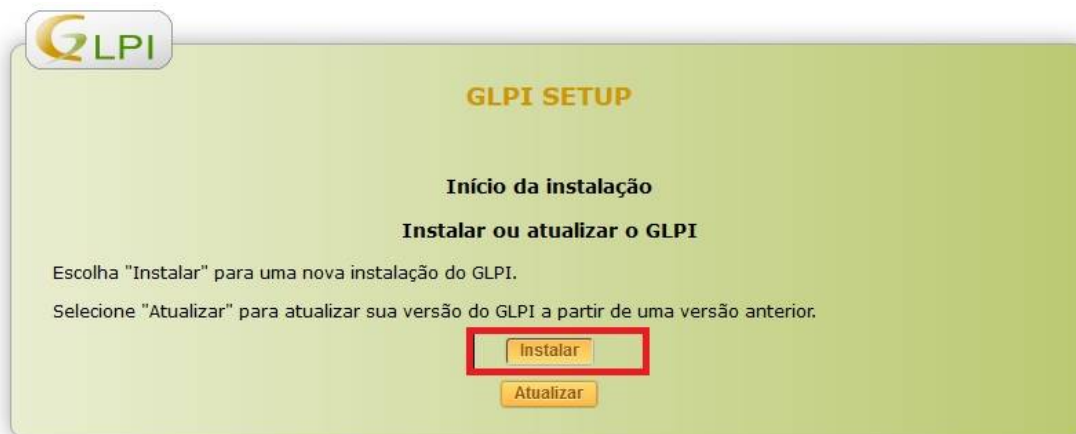 GLPI
GLPI SETUP
Início da instalação
Instalar ou atualizar o GLPI
Escolha "Instalar" para uma nova instalação do GLPI.
Selecione "Atualizar" para atualizar sua versão do GLPI a partir de uma versão anterior.
Instalar
Atualizar